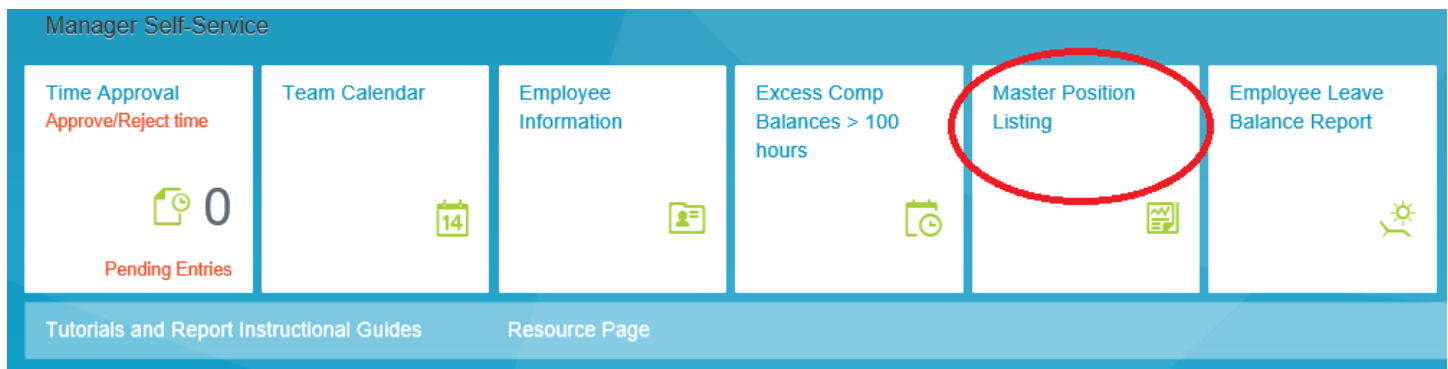 Manager Self-Service
Time Approval
Approve/Reject time
0
Pending Entries
Team Calendar
14
Employee
Information
Excess Comp
Balances > 100
hours
Master Position
Listing
Employee Leave
Balance Report
Tutorials and Report Instructional Guides
Resource Page